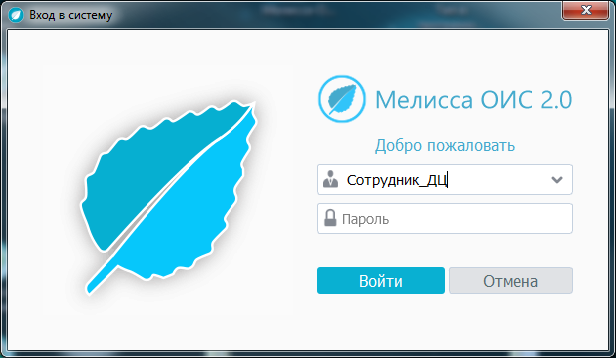 Вход в систему
Мелисса ОИС 2.0
Добро пожаловать
Сотрудник_ДЦ
Пароль
Войти
Отмена